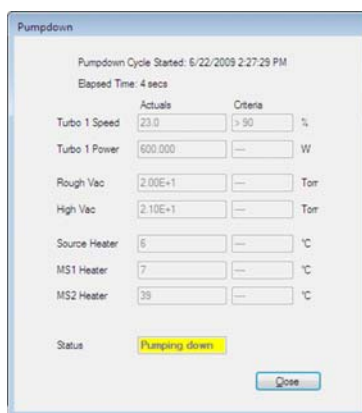 Pumpdown
Pumpdown Cycle Started: 6/22/2009 2:27:29 PM
Elapsed Time: 4 secs
Actuals Criteria
Turbo 1 Speed 23.0 > 90 %
Turbo 1 Power 600.000 --- W
Rough Vac 2.00E+1 --- Torr
High Vac 2.10E+1 --- Torr
Source Heater 6 --- °C
MS1 Heater 7 --- °C
MS2 Heater 39 --- °C
Status Pumping down
Close